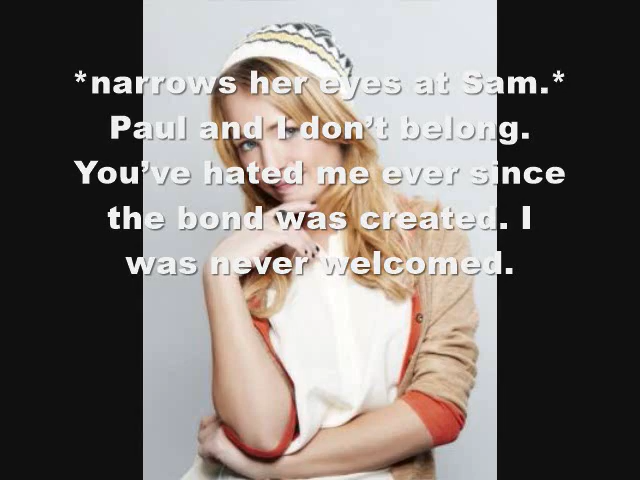 *narrows her eyes at Sam.*
Paul and I don’t belong.
You’ve hated me ever since
the bond was created. I
was never welcomed.